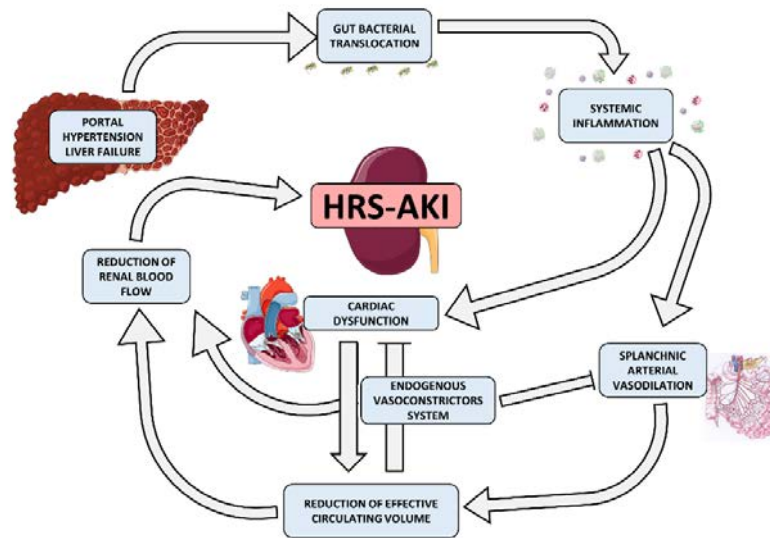 GUT BACTERIAL
TRANSLOCATION
PORTAL
HYPERTENSION
LIVER FAILURE
SYSTEMIC
INFLAMMATION
HRS-AKI
REDUCTION OF
RENAL BLOOD
FLOW
CARDIAC
DYSFUNCTION
SPLANCHNIC
ARTERIAL
VASODILATION
ENDOGENOUS
VASOCONSTRICTORS
SYSTEM
REDUCTION OF EFFECTIVE
CIRCULATING VOLUME